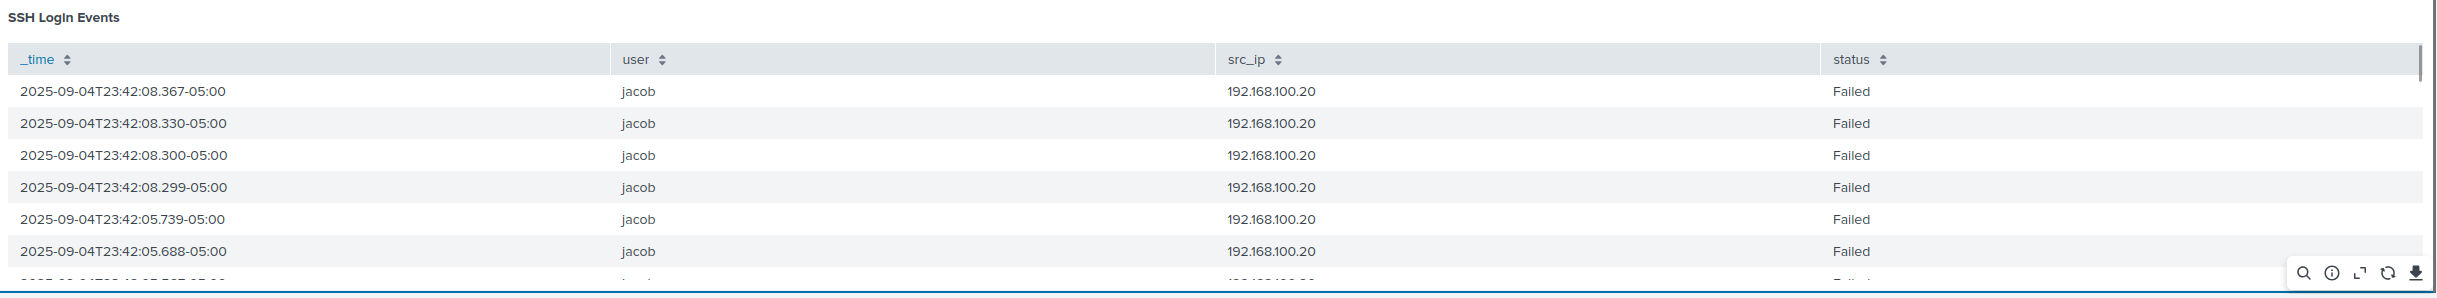 SSH Login Events
_time user src_ip status
2025-09-04T23:42:08.367-05:00 jacob 192.168.100.20 Failed
2025-09-04T23:42:08.330-05:00 jacob 192.168.100.20 Failed
2025-09-04T23:42:08.300-05:00 jacob 192.168.100.20 Failed
2025-09-04T23:42:08.299-05:00 jacob 192.168.100.20 Failed
2025-09-04T23:42:05.739-05:00 jacob 192.168.100.20 Failed
2025-09-04T23:42:05.688-05:00 jacob 192.168.100.20 Failed